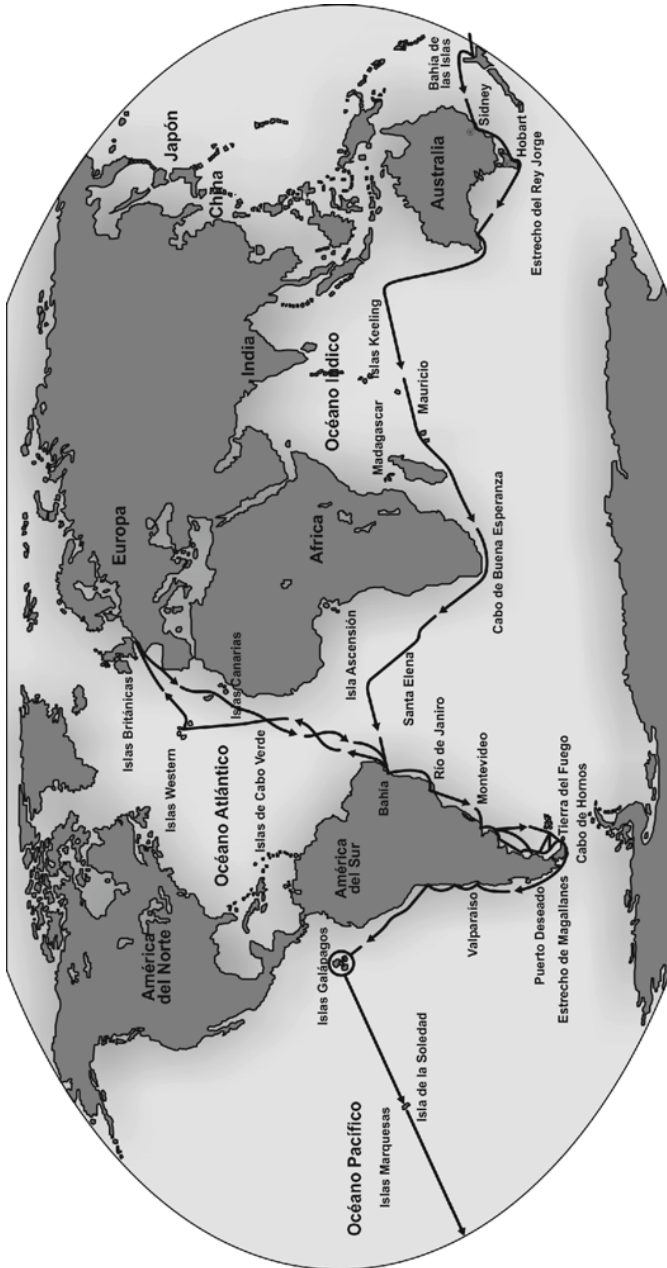 América
del Norte
Océano Atlántico
Islas Western
Islas Británicas
Europa
China
Japón
Islas Canarias
Islas de Cabo Verde
África
India
Océano Índico
Islas Galápagos
América
del Sur
Bahía
Isla Ascensión
Santa Elena
Madagascar
Mauricio
Islas Keeling
Australia
Bahía de
las Islas
Sidney
Hobart
Estrecho del Rey Jorge
Océano Pacífico
Islas Marquesas
Isla de la Soledad
Río de Janiro
Montevideo
Valparaíso
Cabo de Buena Esperanza
Puerto Deseado
Estrecho de Magallanes
Tierra del Fuego
Cabo de Hornos